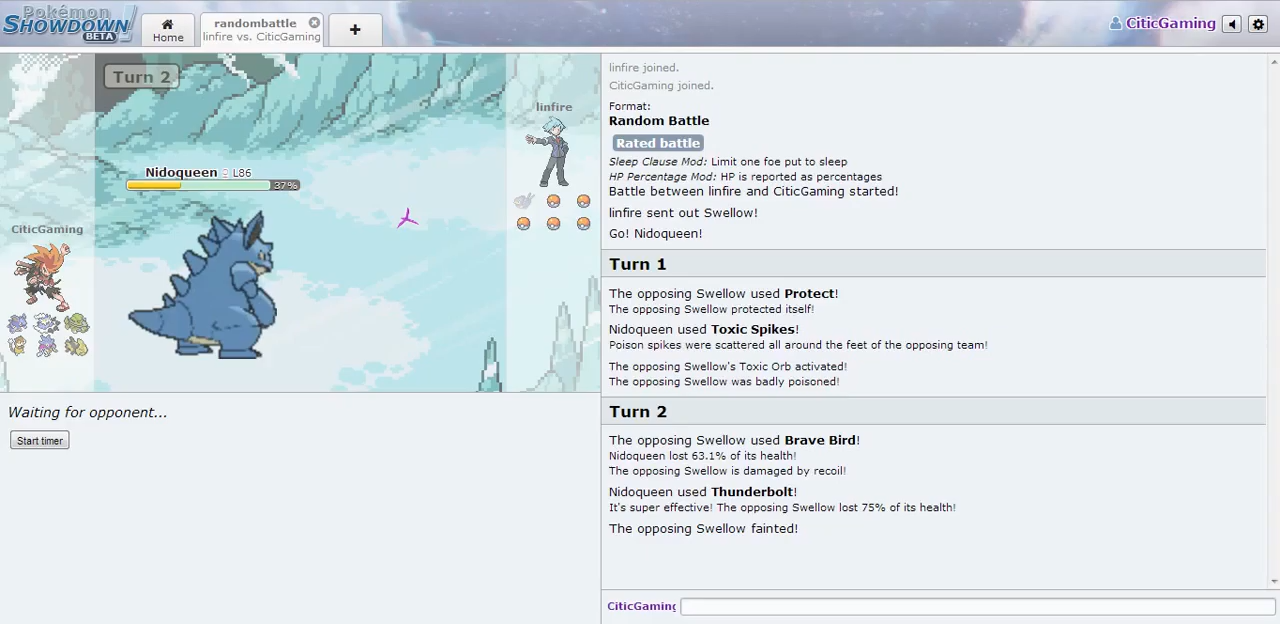 Pokémon
SHOWDOWN!
BETA
Home
randombattle
linfire vs. CiticGaming
+
CiticGaming
Turn 2
Nidoqueen ♀ L86
37%
linfire
CiticGaming
Waiting for opponent...
Start timer
linfire joined.
CiticGaming joined.
Format:
Random Battle
Rated battle
Sleep Clause Mod: Limit one foe put to sleep
HP Percentage Mod: HP is reported as percentages
Battle between linfire and CiticGaming started!
linfire sent out Swellow!
Go! Nidoqueen!
Turn 1
The opposing Swellow used Protect!
The opposing Swellow protected itself!
Nidoqueen used Toxic Spikes!
Poison spikes were scattered all around the feet of the opposing team!
The opposing Swellow's Toxic Orb activated!
The opposing Swellow was badly poisoned!
Turn 2
The opposing Swellow used Brave Bird!
Nidoqueen lost 63.1% of its health!
The opposing Swellow is damaged by recoil!
Nidoqueen used Thunderbolt!
It's super effective! The opposing Swellow lost 75% of its health!
The opposing Swellow fainted!
CiticGaming